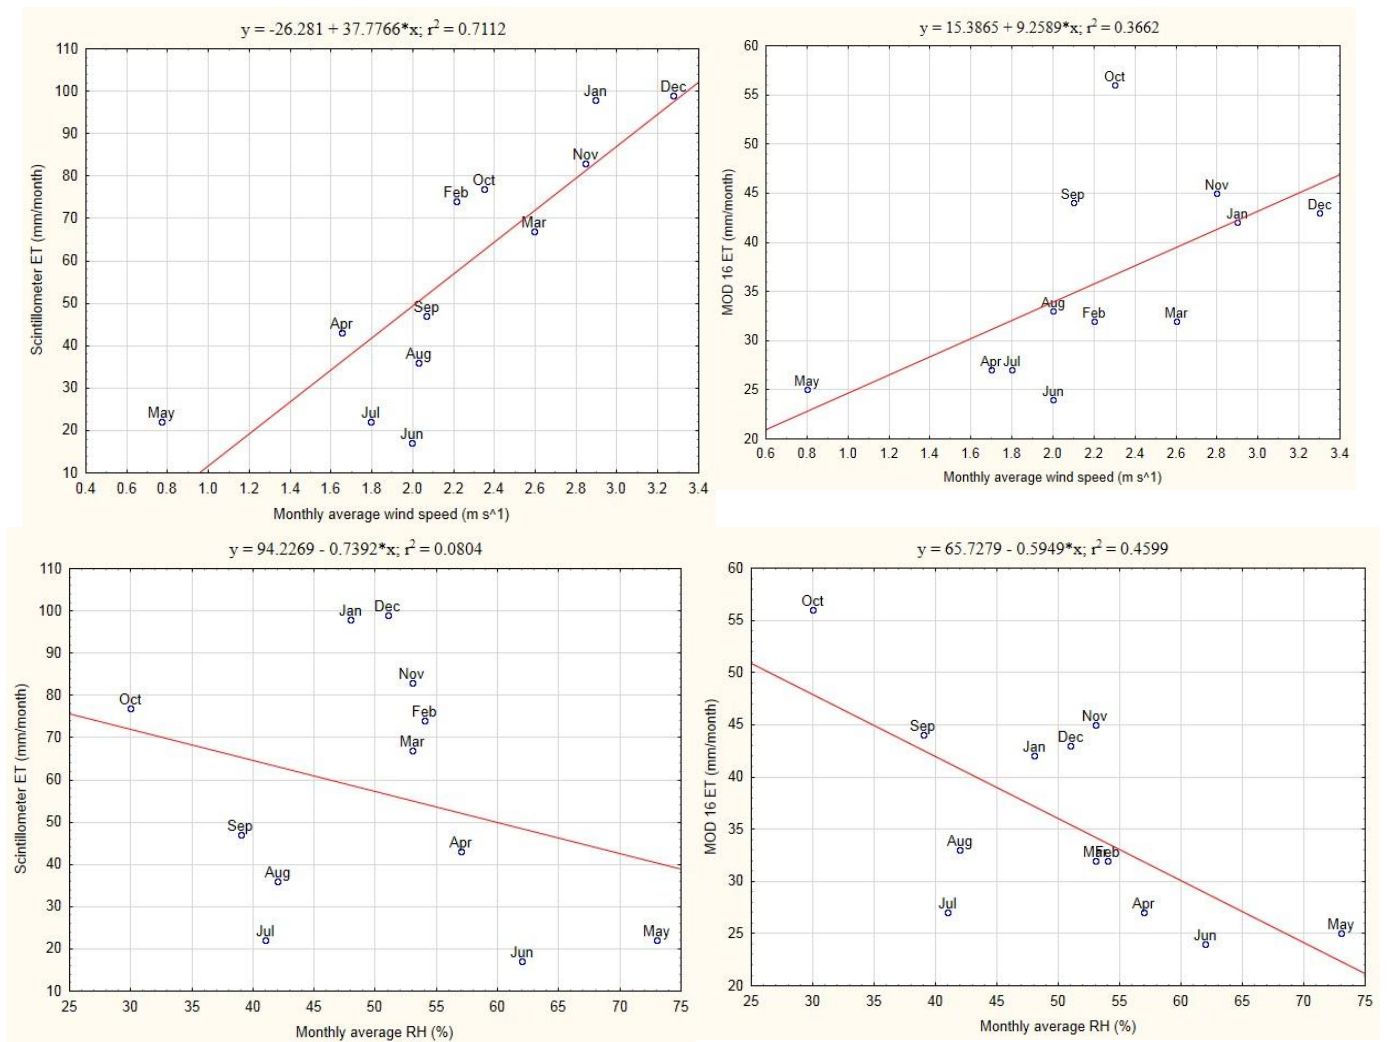 y = -26.281 + 37.7766*x; r² = 0.7112
110
100
90
80
70
60
50
40
30
20
10
Scintillometer ET (mm/month)
Jan
Dec
Nov
Oct
Feb
Mar
Sep
Apr
Aug
May
Jul
Jun
0.4 0.6 0.8 1.0 1.2 1.4 1.6 1.8 2.0 2.2 2.4 2.6 2.8 3.0 3.2 3.4
Monthly average wind speed (m s^1)
y = 15.3865 + 9.2589*x; r² = 0.3662
60
55
50
45
40
35
30
25
20
MOD 16 ET (mm/month)
Oct
Nov
Sep
Jan
Dec
Aug
Feb
Mar
Apr
Jul
May
Jun
0.6 0.8 1.0 1.2 1.4 1.6 1.8 2.0 2.2 2.4 2.6 2.8 3.0 3.2 3.4
Monthly average wind speed (m s^1)
y = 94.2269 - 0.7392*x; r² = 0.0804
110
100
90
80
70
60
50
40
30
20
10
Scintillometer ET (mm/month)
Jan
Dec
Nov
Oct
Feb
Mar
Sep
Apr
Aug
Jul
May
Jun
25 30 35 40 45 50 55 60 65 70 75
Monthly average RH (%)
y = 65.7279 - 0.5949*x; r² = 0.4599
60
55
50
45
40
35
30
25
20
MOD 16 ET (mm/month)
Oct
Nov
Sep
Dec
Jan
Aug
Mar
Feb
Jul
Apr
May
Jun
25 30 35 40 45 50 55 60 65 70 75
Monthly average RH (%)